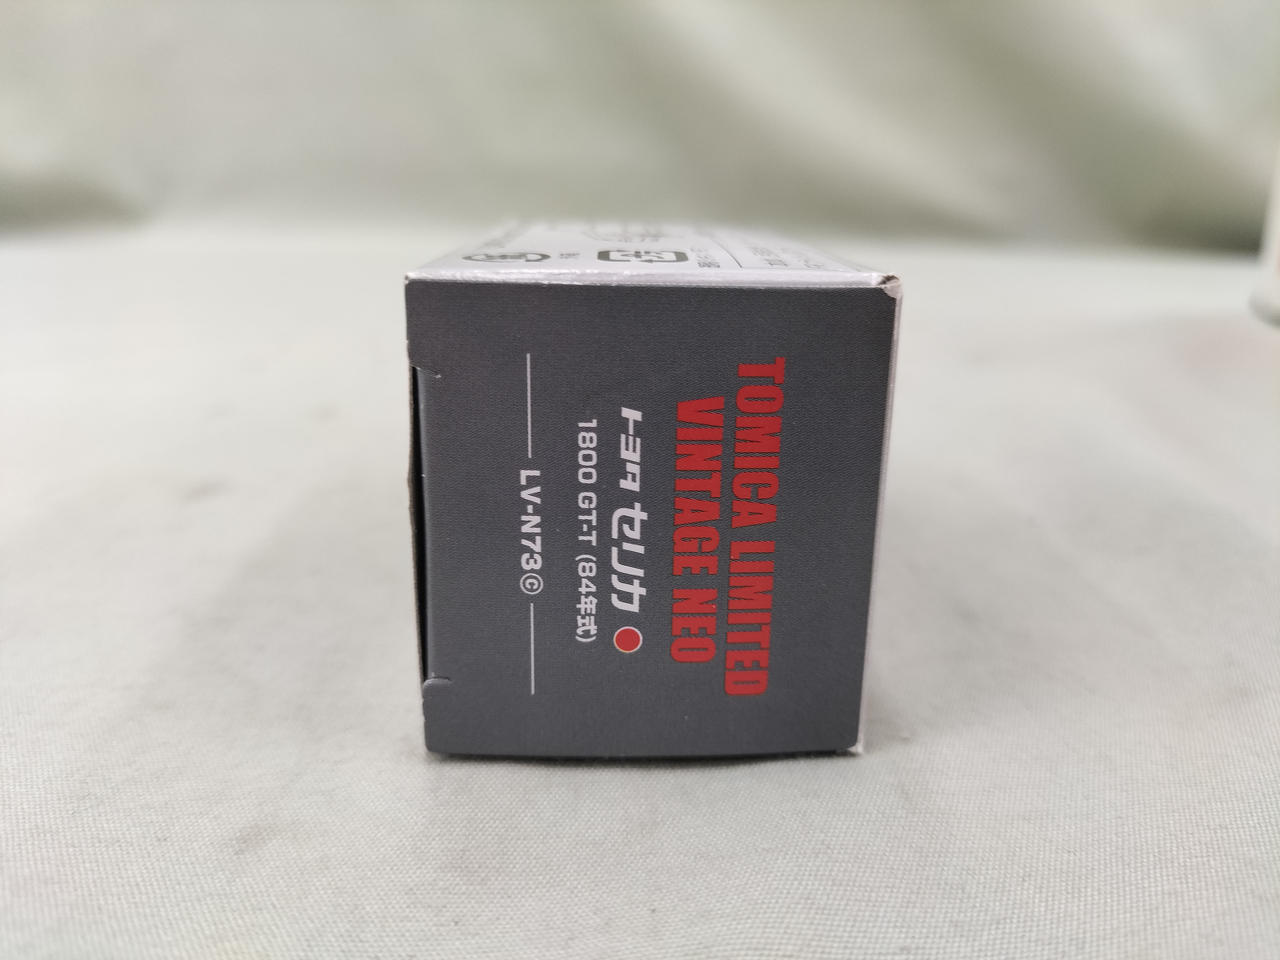 TOMICA LIMITED
VINTAGE NEO
トヨタ セリカ
1800 GT-T (84年式)
LV-N73©